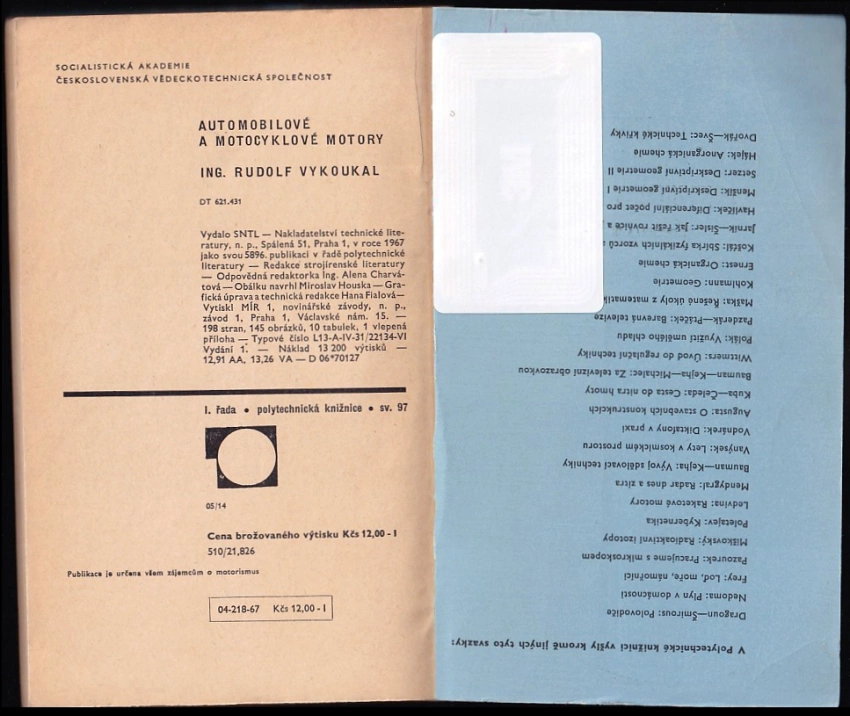 SOCIALISTICKÁ AKADEMIE
ČESKOSLOVENSKÁ VĚDECKOTECHNICKÁ SPOLEČNOST
AUTOMOBILOVÉ
A MOTOCYKLOVÉ MOTORY
ING. RUDOLF VYKOUKAL
DT 621.431
Vydalo SNTL — Nakladatelství technické lite-
ratury, n. p., Spálená 51, Praha 1, v roce 1967
jako svou 5896. publikaci v řadě polytechnické
literatury — Redakce strojírenské literatury
— Odpovědná redaktorka Ing. Alena Charvá-
tová — Obálku navrhl Miroslav Houska — Gra-
fická úprava a technická redakce Hana Fialová—
Vytiskl MÍR 1, novinářské závody, n. p.,
závod 1, Praha 1, Václavské nám. 15. —
198 stran, 145 obrázků, 10 tabulek, 1 vlepená
příloha — Typové číslo L13-A-IV-31/22134-VI
Vydání 1. — Náklad 13 200 výtisků —
12,91 AA, 13,26 VA — D 06*70127
I. řada • polytechnická knižnice • sv. 97
05/14
Cena brožovaného výtisku Kčs 12,00 - I
510/21,826
Publikace je určena všem zájemcům o motorismus
04-218-67 Kčs 12,00 - I
V Polytechnické knižnici vyšly kromě jiných tyto svazky:
Dragoun—Šmirous: Polovodiče
Nedoma: Plyn v domácnosti
Frey: Loď, moře, námořníci
Pazourek: Pracujeme s mikroskopem
Miškovský: Radioaktivní izotopy
Poletajev: Kybernetika
Ledvina: Raketové motory
Mendygral: Radar dnes a zítra
Bauman—Kejha: Vývoj sdělovací techniky
Vanýsek: Lety v kosmickém prostoru
Vodnárek: Diktafony v praxi
Augusta: O stavebních konstrukcích
Kuba—Čeleda: Cesta do nitra hmoty
Bauman—Kejha—Michalec: Za televizní obrazovkou
Wittmers: Úvod do regulační techniky
Polák: Využití umělého chladu
Pazderák—Ptáček: Barevná televize
Maška: Řešené úkoly z
Kohlmann: Geometrie
Ernest: Organická chemie
Košťál: Sbírka fyzikálních vzorců
Jarník—Šisler: Jak řešit rovnice a
Havlíček: Diferenciální počet pro
Menšík: Deskriptivní geometrie I
Setzer: Deskriptivní geometrie II
Hájek: Anorganická chemie
Dvořák—Švec: Technické křivky